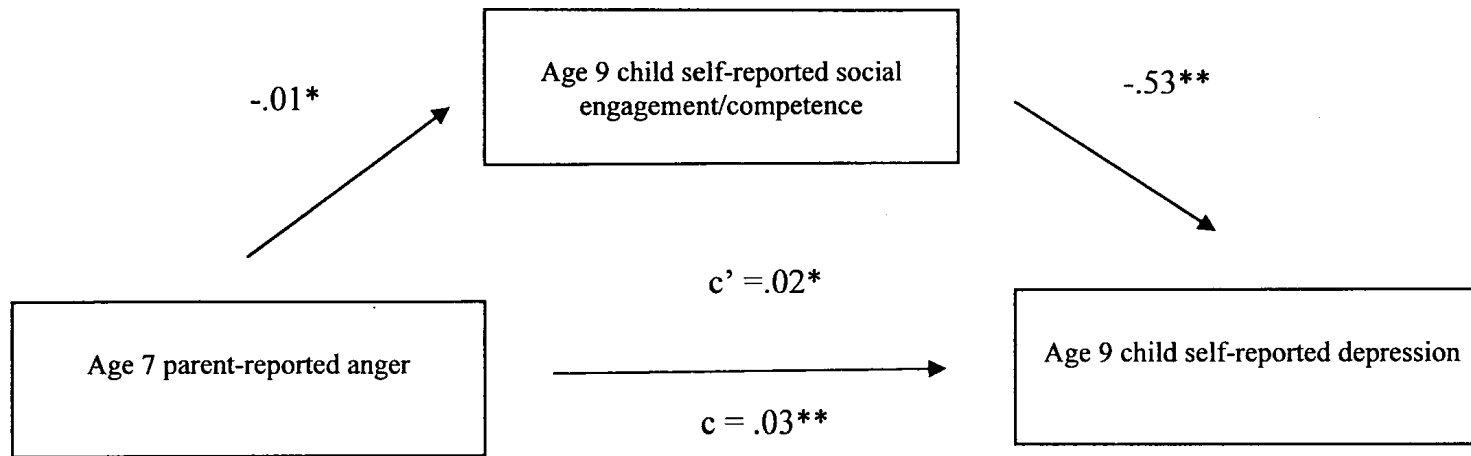 Age 9 child self-reported social
engagement/competence
-.01*
-.53**
c’ =.02*
Age 7 parent-reported anger
Age 9 child self-reported depression
c = .03**